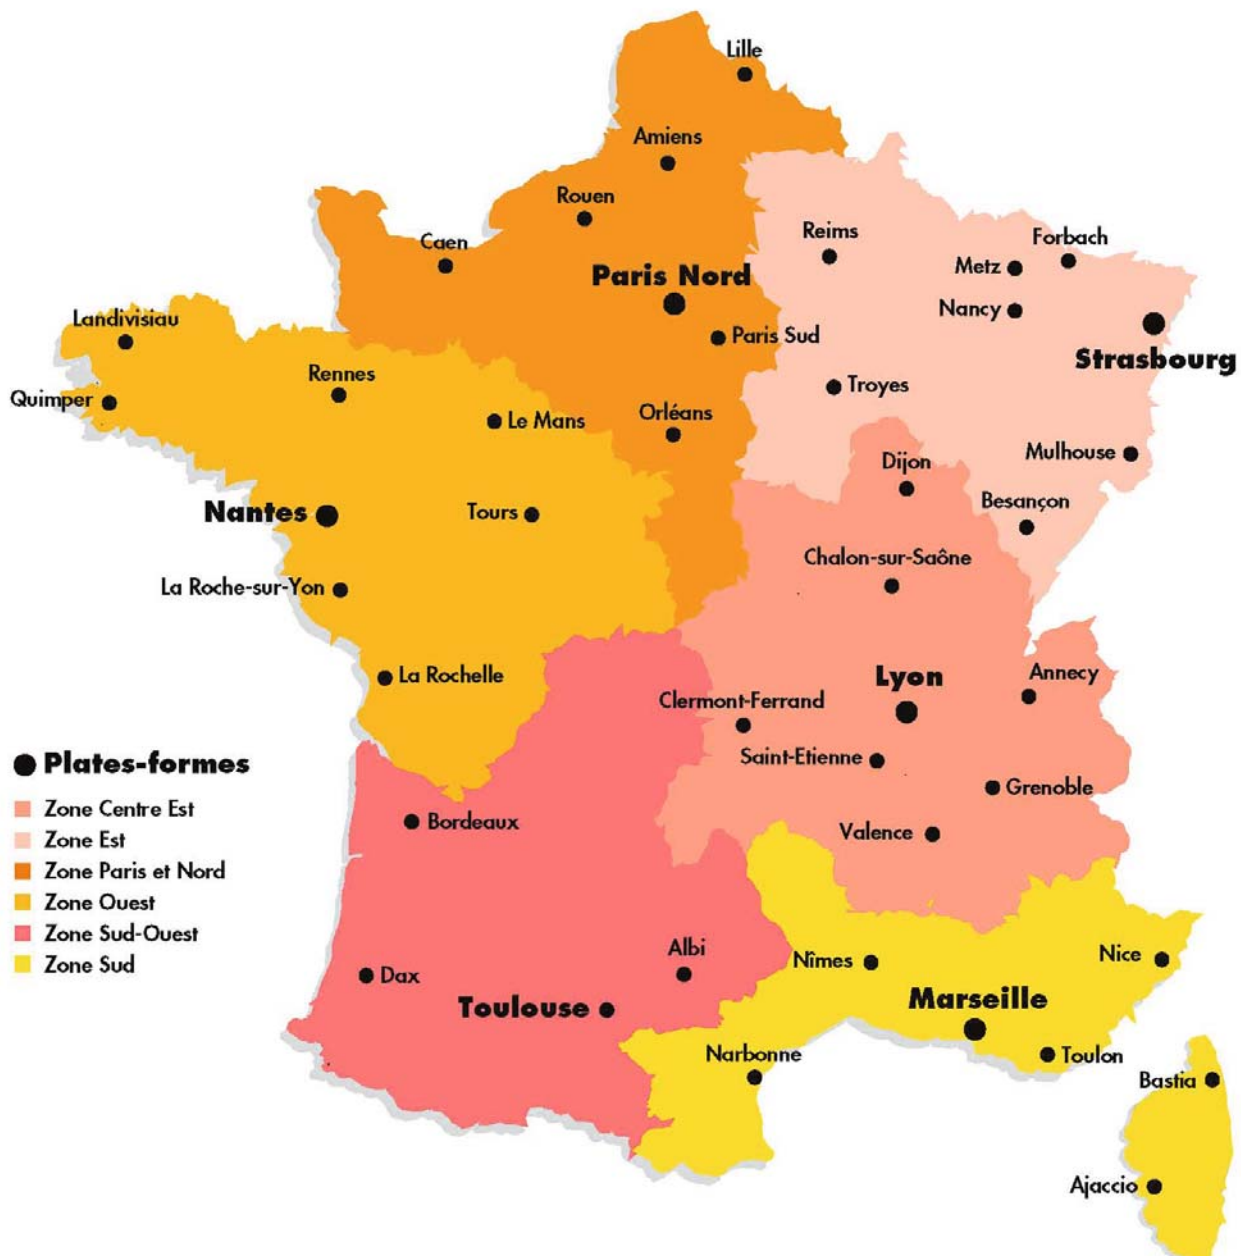 Lille
Amiens
Rouen
Reims
Forbach
Caen
Metz
Paris Nord
Nancy
Landivisiau
Paris Sud
Strasbourg
Rennes
Troyes
Quimper
Le Mans
Orléans
Mulhouse
Dijon
Besançon
Nantes
Tours
Chalon-sur-Saône
La Roche-sur-Yon
La Rochelle
Lyon
Annecy
Clermont-Ferrand
Saint-Etienne
Grenoble
Plates-formes
Zone Centre Est
Zone Est
Zone Paris et Nord
Zone Ouest
Zone Sud-Ouest
Zone Sud
Bordeaux
Valence
Albi
Dax
Nîmes
Nice
Toulouse
Marseille
Narbonne
Toulon
Bastia
Ajaccio